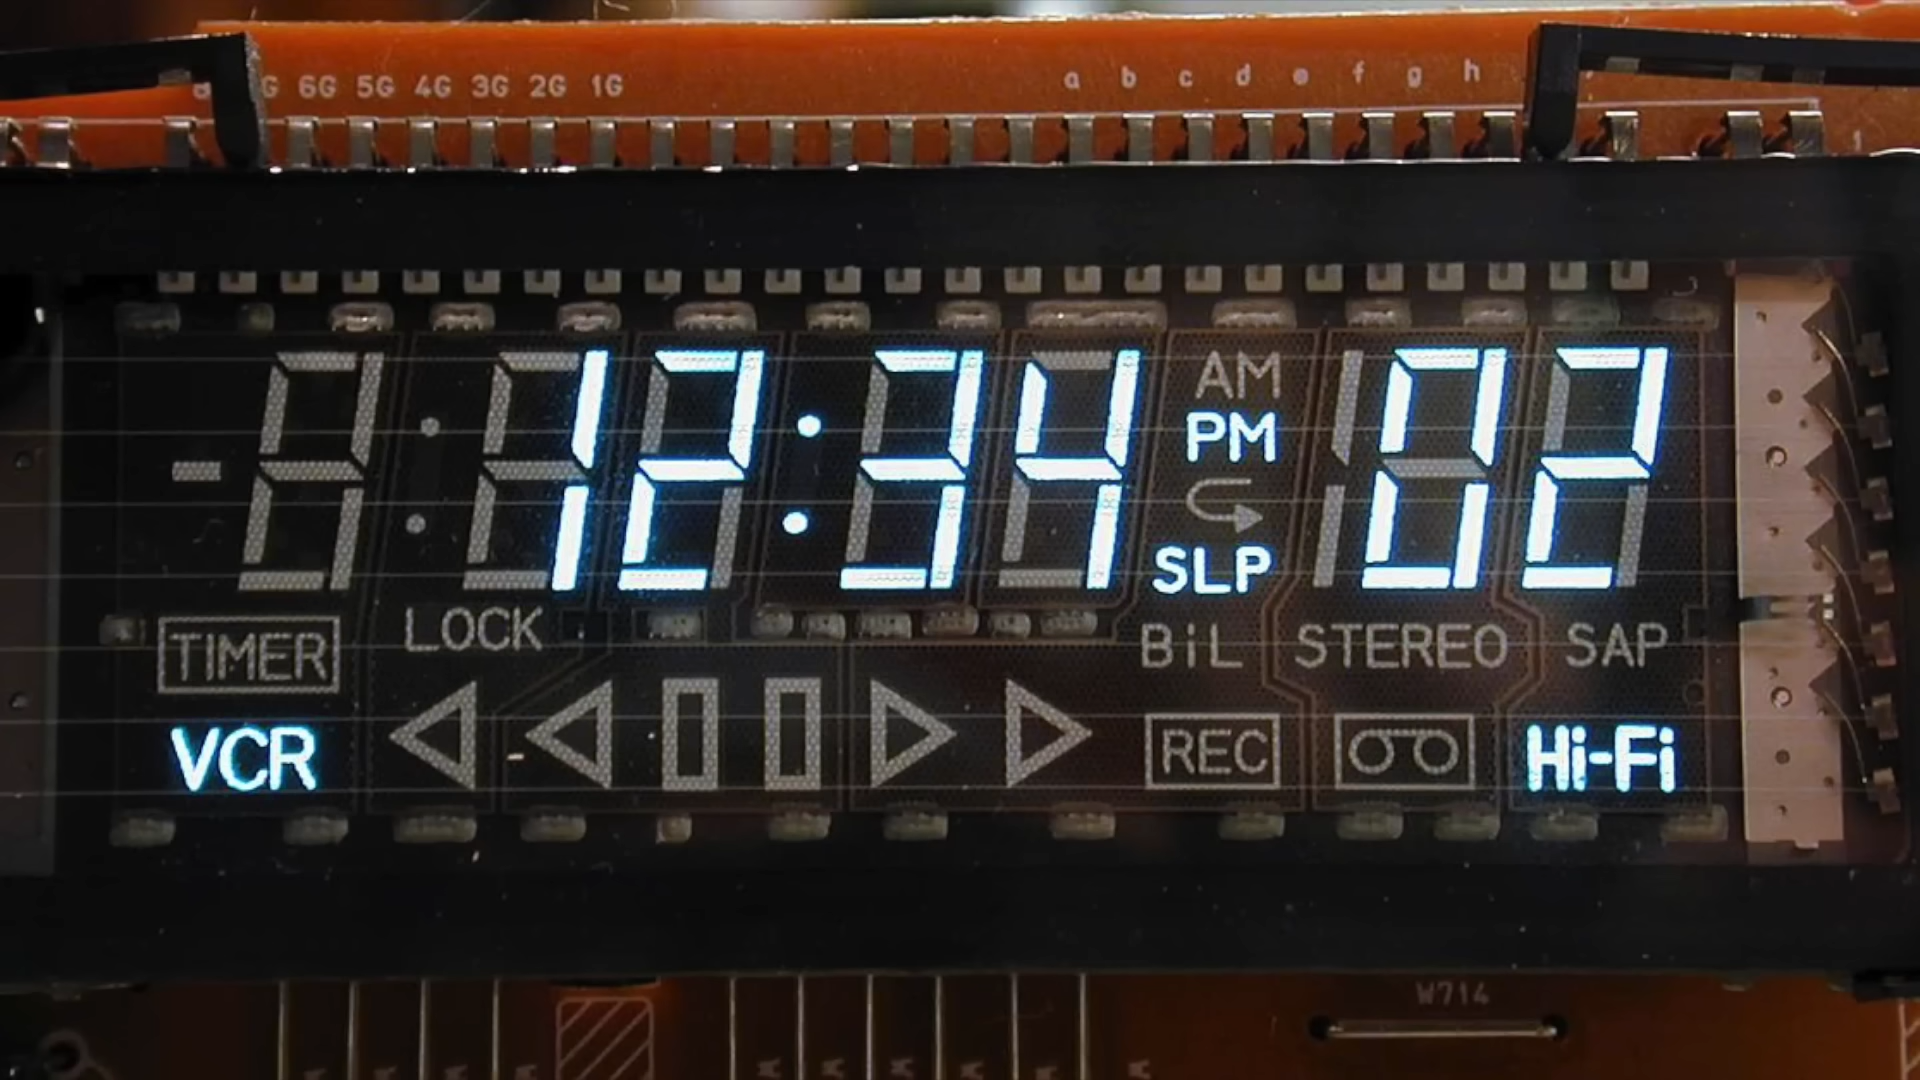 G 6G 5G 4G 3G 2G 1G a b c d e f g h
12:34 AM 02
PM
SLP
TIMER LOCK BiL STEREO SAP
VCR REC Hi-Fi
W714